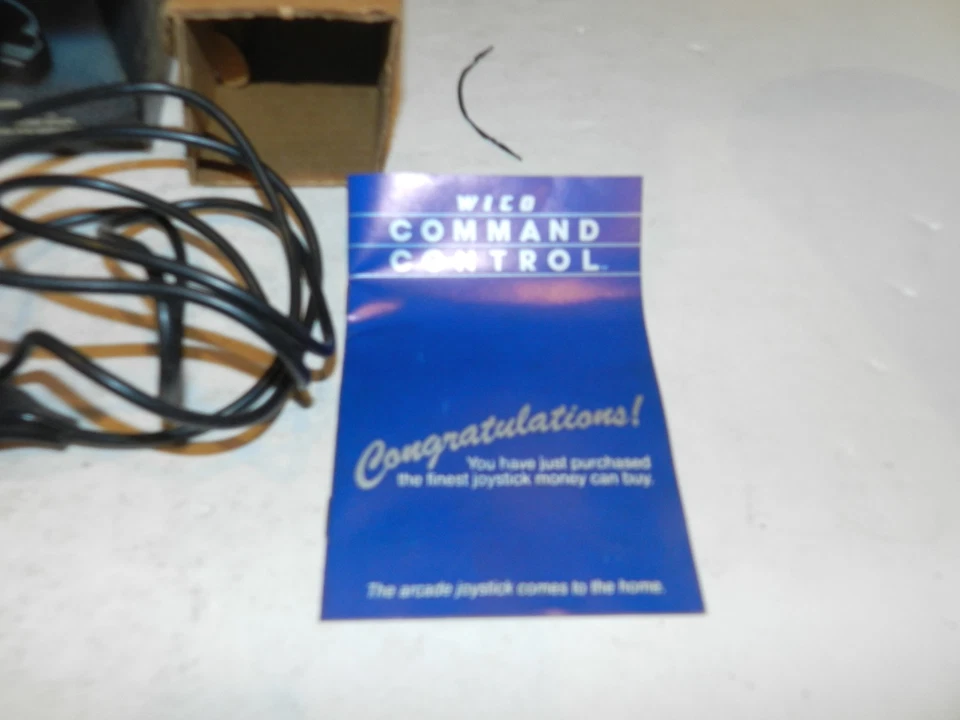 WICO
COMMAND
CONTROL™
Congratulations!
You have just purchased
the finest joystick money can buy.
The arcade joystick comes to the home.